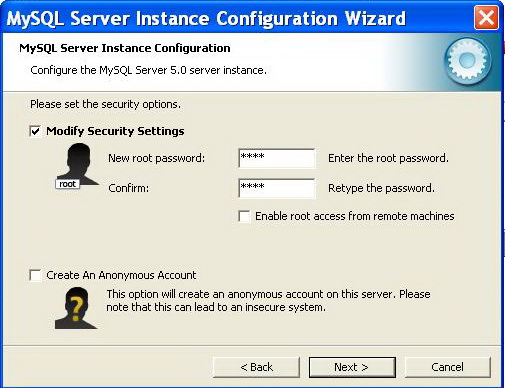 MySQL Server Instance Configuration Wizard
MySQL Server Instance Configuration
Configure the MySQL Server 5.0 server instance.
Please set the security options.
Modify Security Settings
New root password: **** Enter the root password.
root
Confirm: **** Retype the password.
Enable root access from remote machines
Create An Anonymous Account
This option will create an anonymous account on this server. Please
note that this can lead to an insecure system.
< Back Next > Cancel